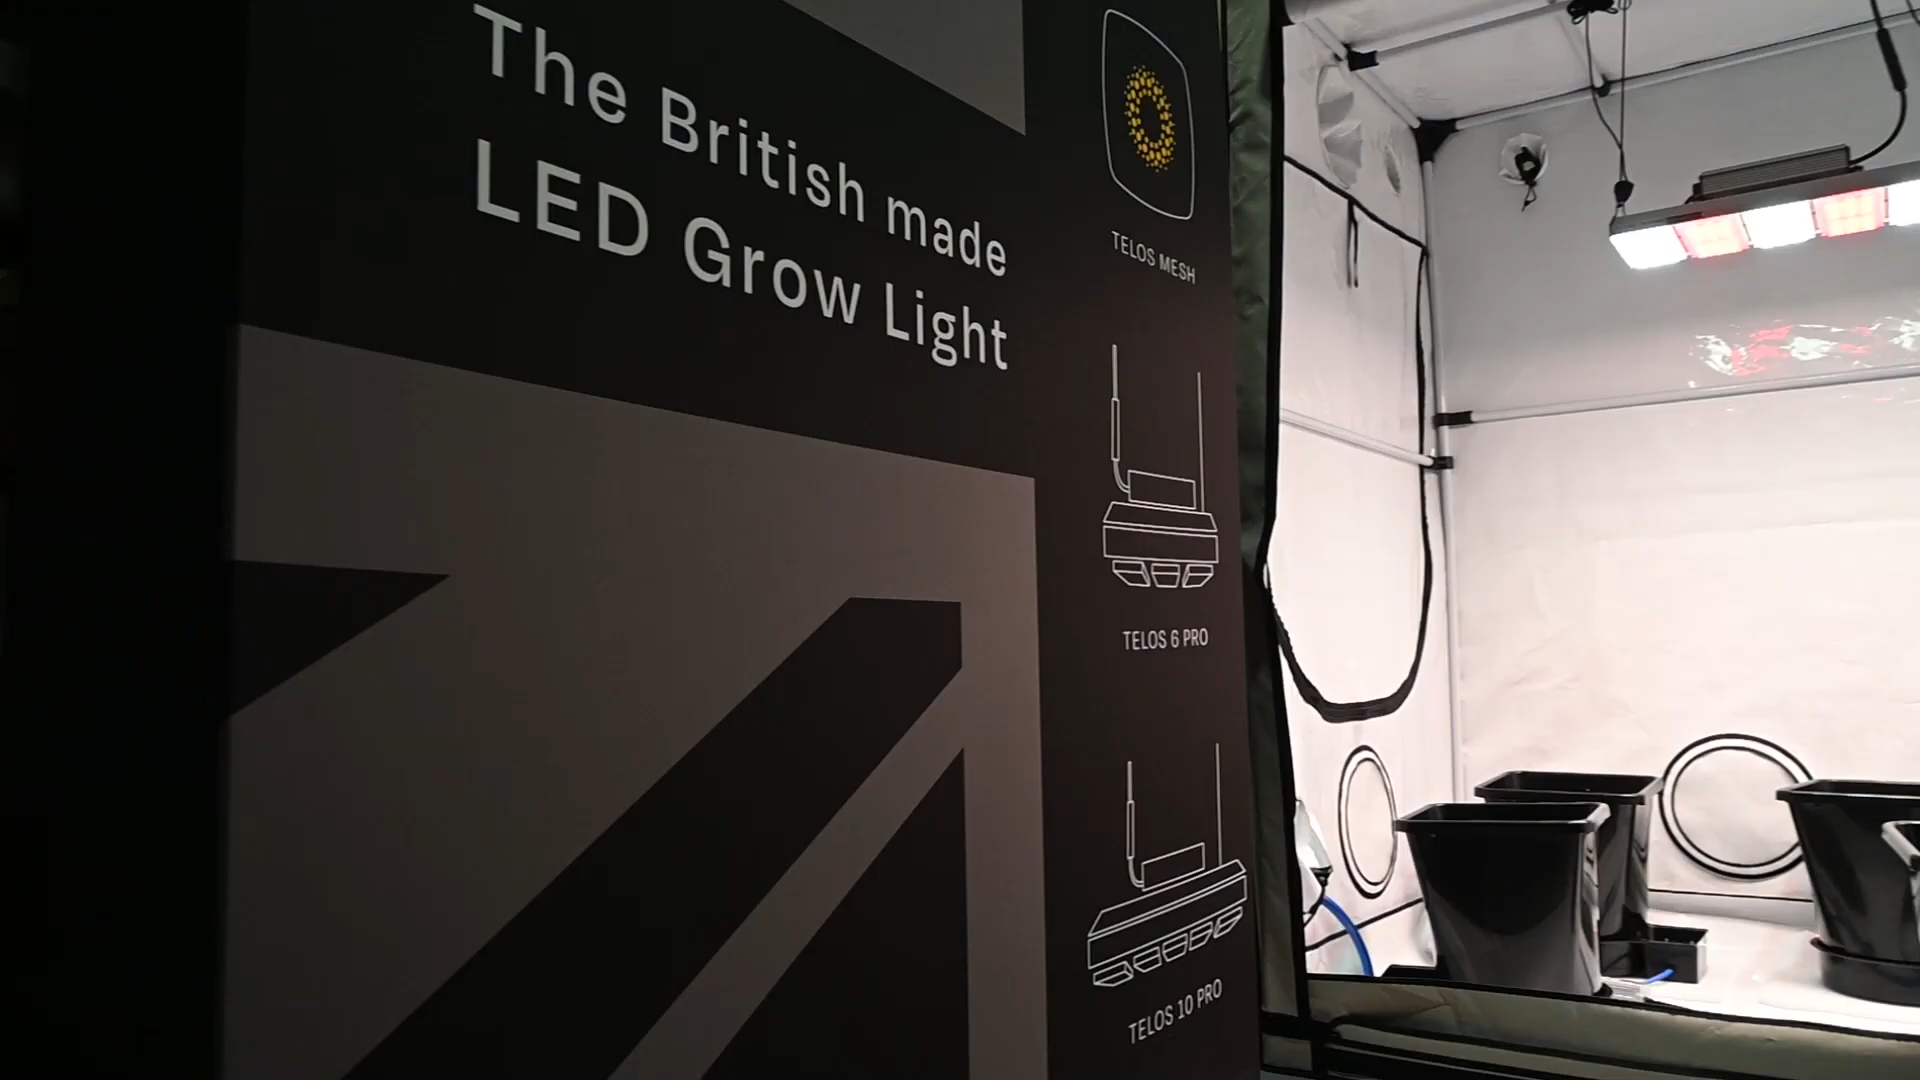 The British made
LED Grow Light
TELOS MESH
TELOS 6 PRO
TELOS 10 PRO